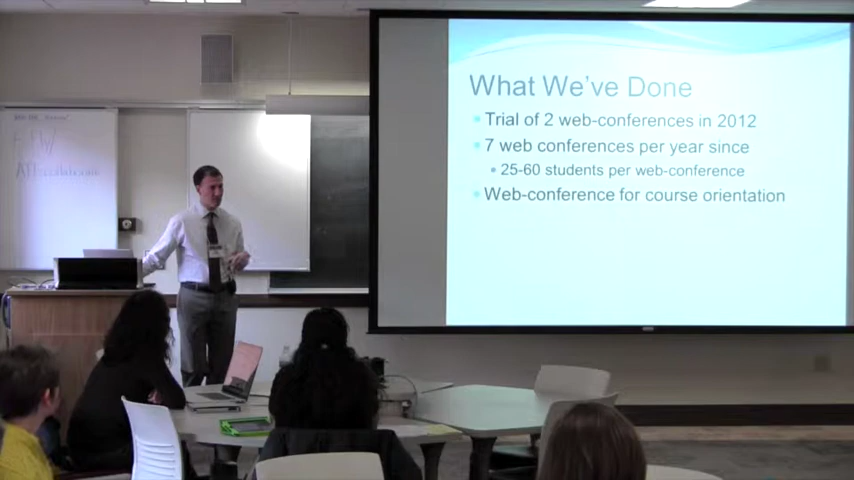 What We've Done
Trial of 2 web-conferences in 2012
7 web conferences per year since
25-60 students per web-conference
Web-conference for course orientation